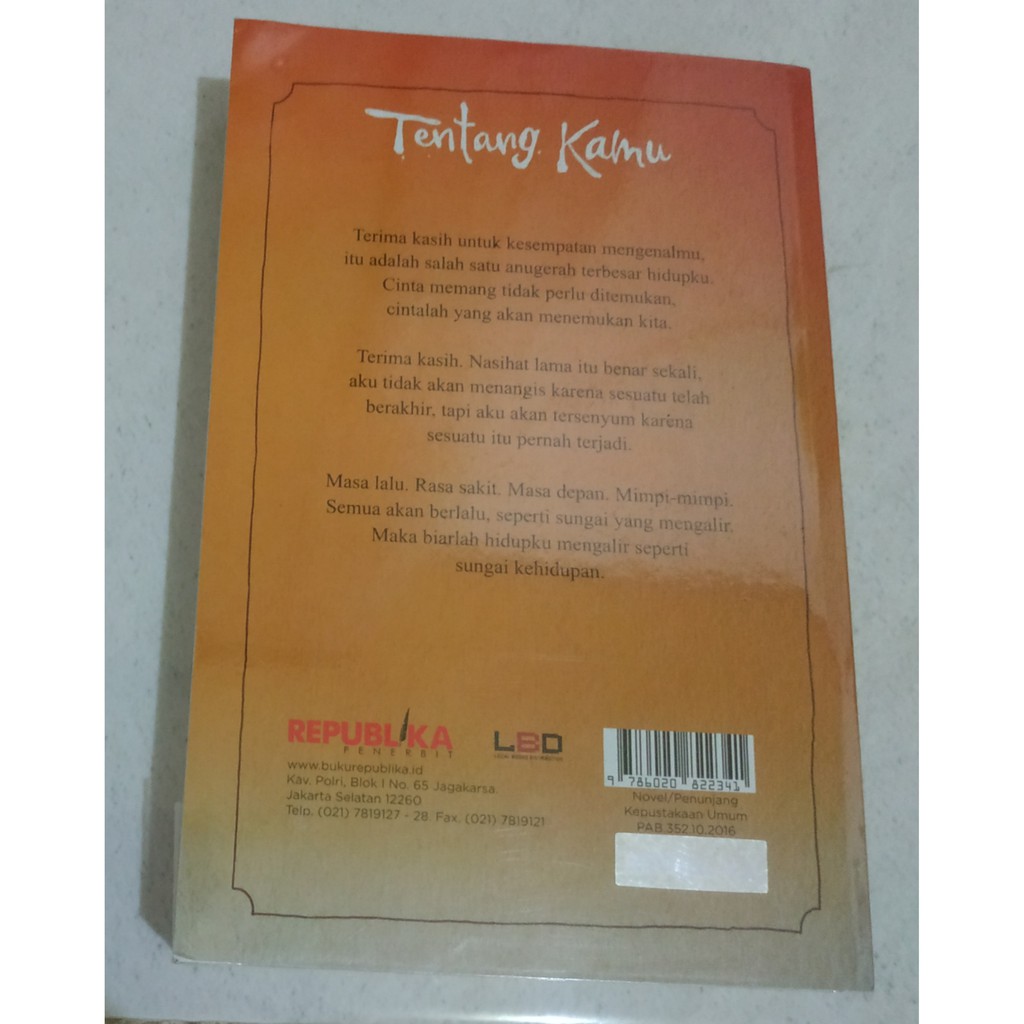 Tentang Kamu
Terima kasih untuk kesempatan mengenalmu,
itu adalah salah satu anugerah terbesar hidupku.
Cinta memang tidak perlu ditemukan,
cintalah yang akan menemukan kita.
Terima kasih. Nasihat lama itu benar sekali,
aku tidak akan menangis karena sesuatu telah
berakhir, tapi aku akan tersenyum karena
sesuatu itu pernah terjadi.
Masa lalu. Rasa sakit. Masa depan. Mimpi-mimpi.
Semua akan berlalu, seperti sungai yang mengalir.
Maka biarlah hidupku mengalir seperti
sungai kehidupan.
REPUBLIKA
PENERBIT
www.bukurepublika.id
Kav. Polri, Blok I No. 65 Jagakarsa.
Jakarta Selatan 12260
Telp. (021) 7819127 - 28. Fax. (021) 7819121
LBD
9 786020 822341
Novel/Penunjang
Kepustakaan Umum
PAB.352.10.2016